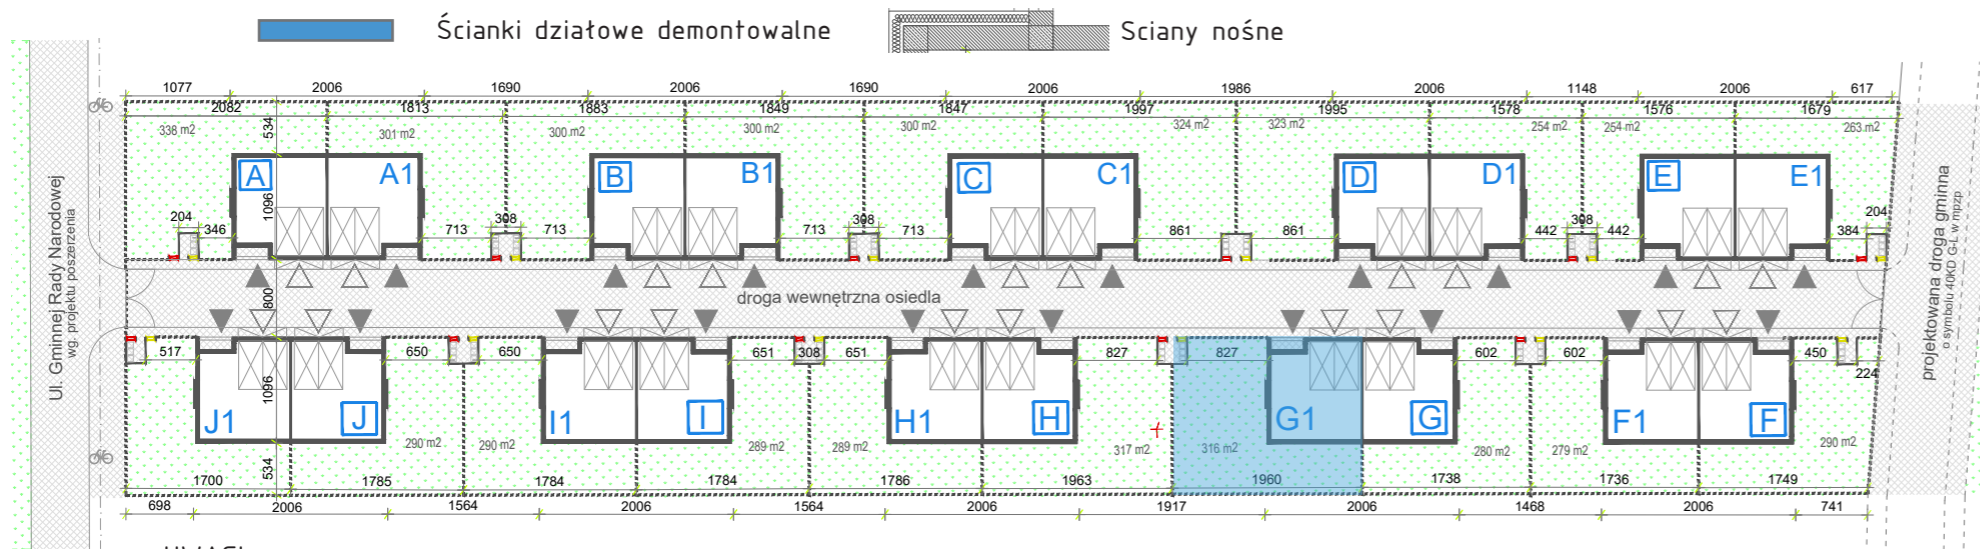 Ścianki działowe demontowalne
Sciany nośne
1077 2006 1690 2006 1690 2006 1986 2006 1148 2006 617
2082 1813 1883 1849 1847 1997 1995 1578 1576 1679
534
338 m2 301 m2 300 m2 300 m2 300 m2 324 m2 323 m2 254 m2 254 m2 263 m2
A A1 B B1 C C1 D D1 E E1
1096
204 308 308 308 204
346 713 713 713 713 861 861 442 442 384
Ul. Gminnej Rady Narodowej
wg. projektu poszerzenia
800
droga wewnętrzna osiedla
projektowana droga gminna
o symbolu 40KD G-L w mpzp
517 650 650 651 308 651 827 827 602 602 450
224
1096
J1 J I1 I H1 H G1 G F1 F
290 m2 290 m2 289 m2 289 m2 317 m2 316 m2 280 m2 279 m2 290 m2
534
1700 1785 1784 1784 1786 1963 1960 1738 1736 1749
698 2006 1564 2006 1564 2006 1917 2006 1468 2006 741